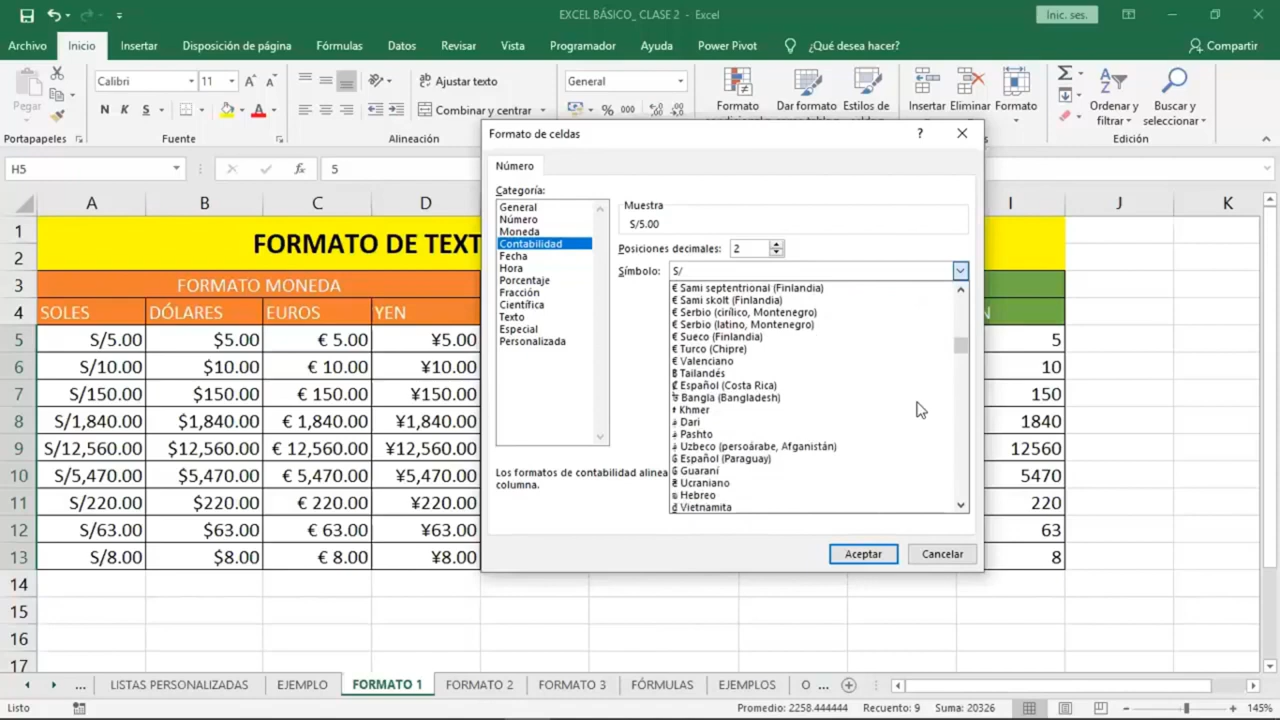 EXCEL BÁSICO_ CLASE 2 - Excel
Inic. ses.
Archivo Inicio Insertar Disposición de página Fórmulas Datos Revisar Vista Programador Ayuda Power Pivot ¿Qué desea hacer? Compartir
Pegar
Calibri 11
Ajustar texto
General
Formato
Dar formato
Estilos de
Insertar Eliminar Formato
Ordenar y
filtrar
Buscar y
seleccionar
N K S
Combinar y centrar
% 000
Portapapeles Fuente Alineación Edición
H5 fx 5
A B C D I J K
1 FORMATO DE TEXT
2
3 FORMATO MONEDA
4 SOLES DÓLARES EUROS YEN N
5 S/5.00 $5.00 € 5.00 ¥5.00 5
6 S/10.00 $10.00 € 10.00 ¥10.00 10
7 S/150.00 $150.00 € 150.00 ¥150.00 150
8 S/1,840.00 $1,840.00 € 1,840.00 ¥1,840.00 1840
9 S/12,560.00 $12,560.00 € 12,560.00 ¥12,560.00 12560
10 S/5,470.00 $5,470.00 € 5,470.00 ¥5,470.00 5470
11 S/220.00 $220.00 € 220.00 ¥220.00 220
12 S/63.00 $63.00 € 63.00 ¥63.00 63
13 S/8.00 $8.00 € 8.00 ¥8.00 8
14
15
16
17
Formato de celdas ?
Número
Categoría:
General
Número
Moneda
Contabilidad
Fecha
Hora
Porcentaje
Fracción
Científica
Texto
Especial
Personalizada
Muestra
S/5.00
Posiciones decimales: 2
Símbolo: S/
€ Sami septentrional (Finlandia)
€ Sami skolt (Finlandia)
€ Serbio (cirílico, Montenegro)
€ Serbio (latino, Montenegro)
€ Sueco (Finlandia)
€ Turco (Chipre)
€ Valenciano
฿ Tailandés
₡ Español (Costa Rica)
৳ Bangla (Bangladesh)
៛ Khmer
؋ Dari
؋ Pashto
؋ Uzbeco (persoárabe, Afganistán)
₲ Español (Paraguay)
₲ Guaraní
₴ Ucraniano
₪ Hebreo
₫ Vietnamita
Los formatos de contabilidad alinea
columna.
Aceptar Cancelar
... LISTAS PERSONALIZADAS EJEMPLO FORMATO 1 FORMATO 2 FORMATO 3 FÓRMULAS EJEMPLOS O ...
Listo Promedio: 2258.444444 Recuento: 9 Suma: 20326 145%